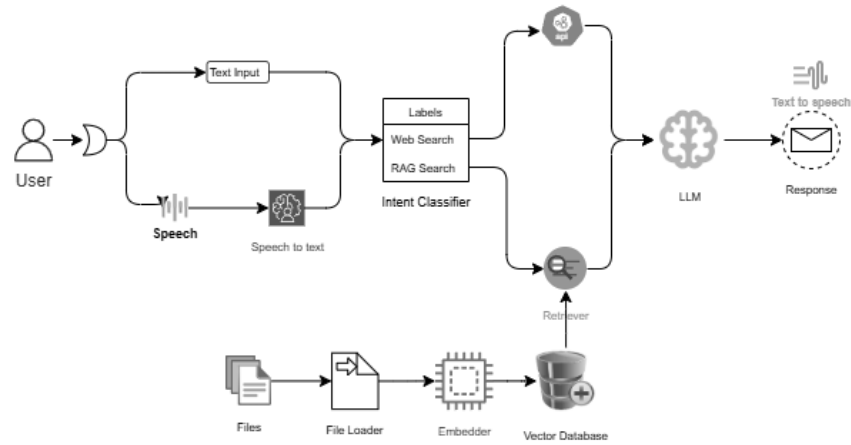 api
Text to speech
Text Input
Labels
Web Search
RAG Search
Intent Classifier
User
LLM
Response
Speech
Speech to text
Retriever
Files
File Loader
Embedder
Vector Database